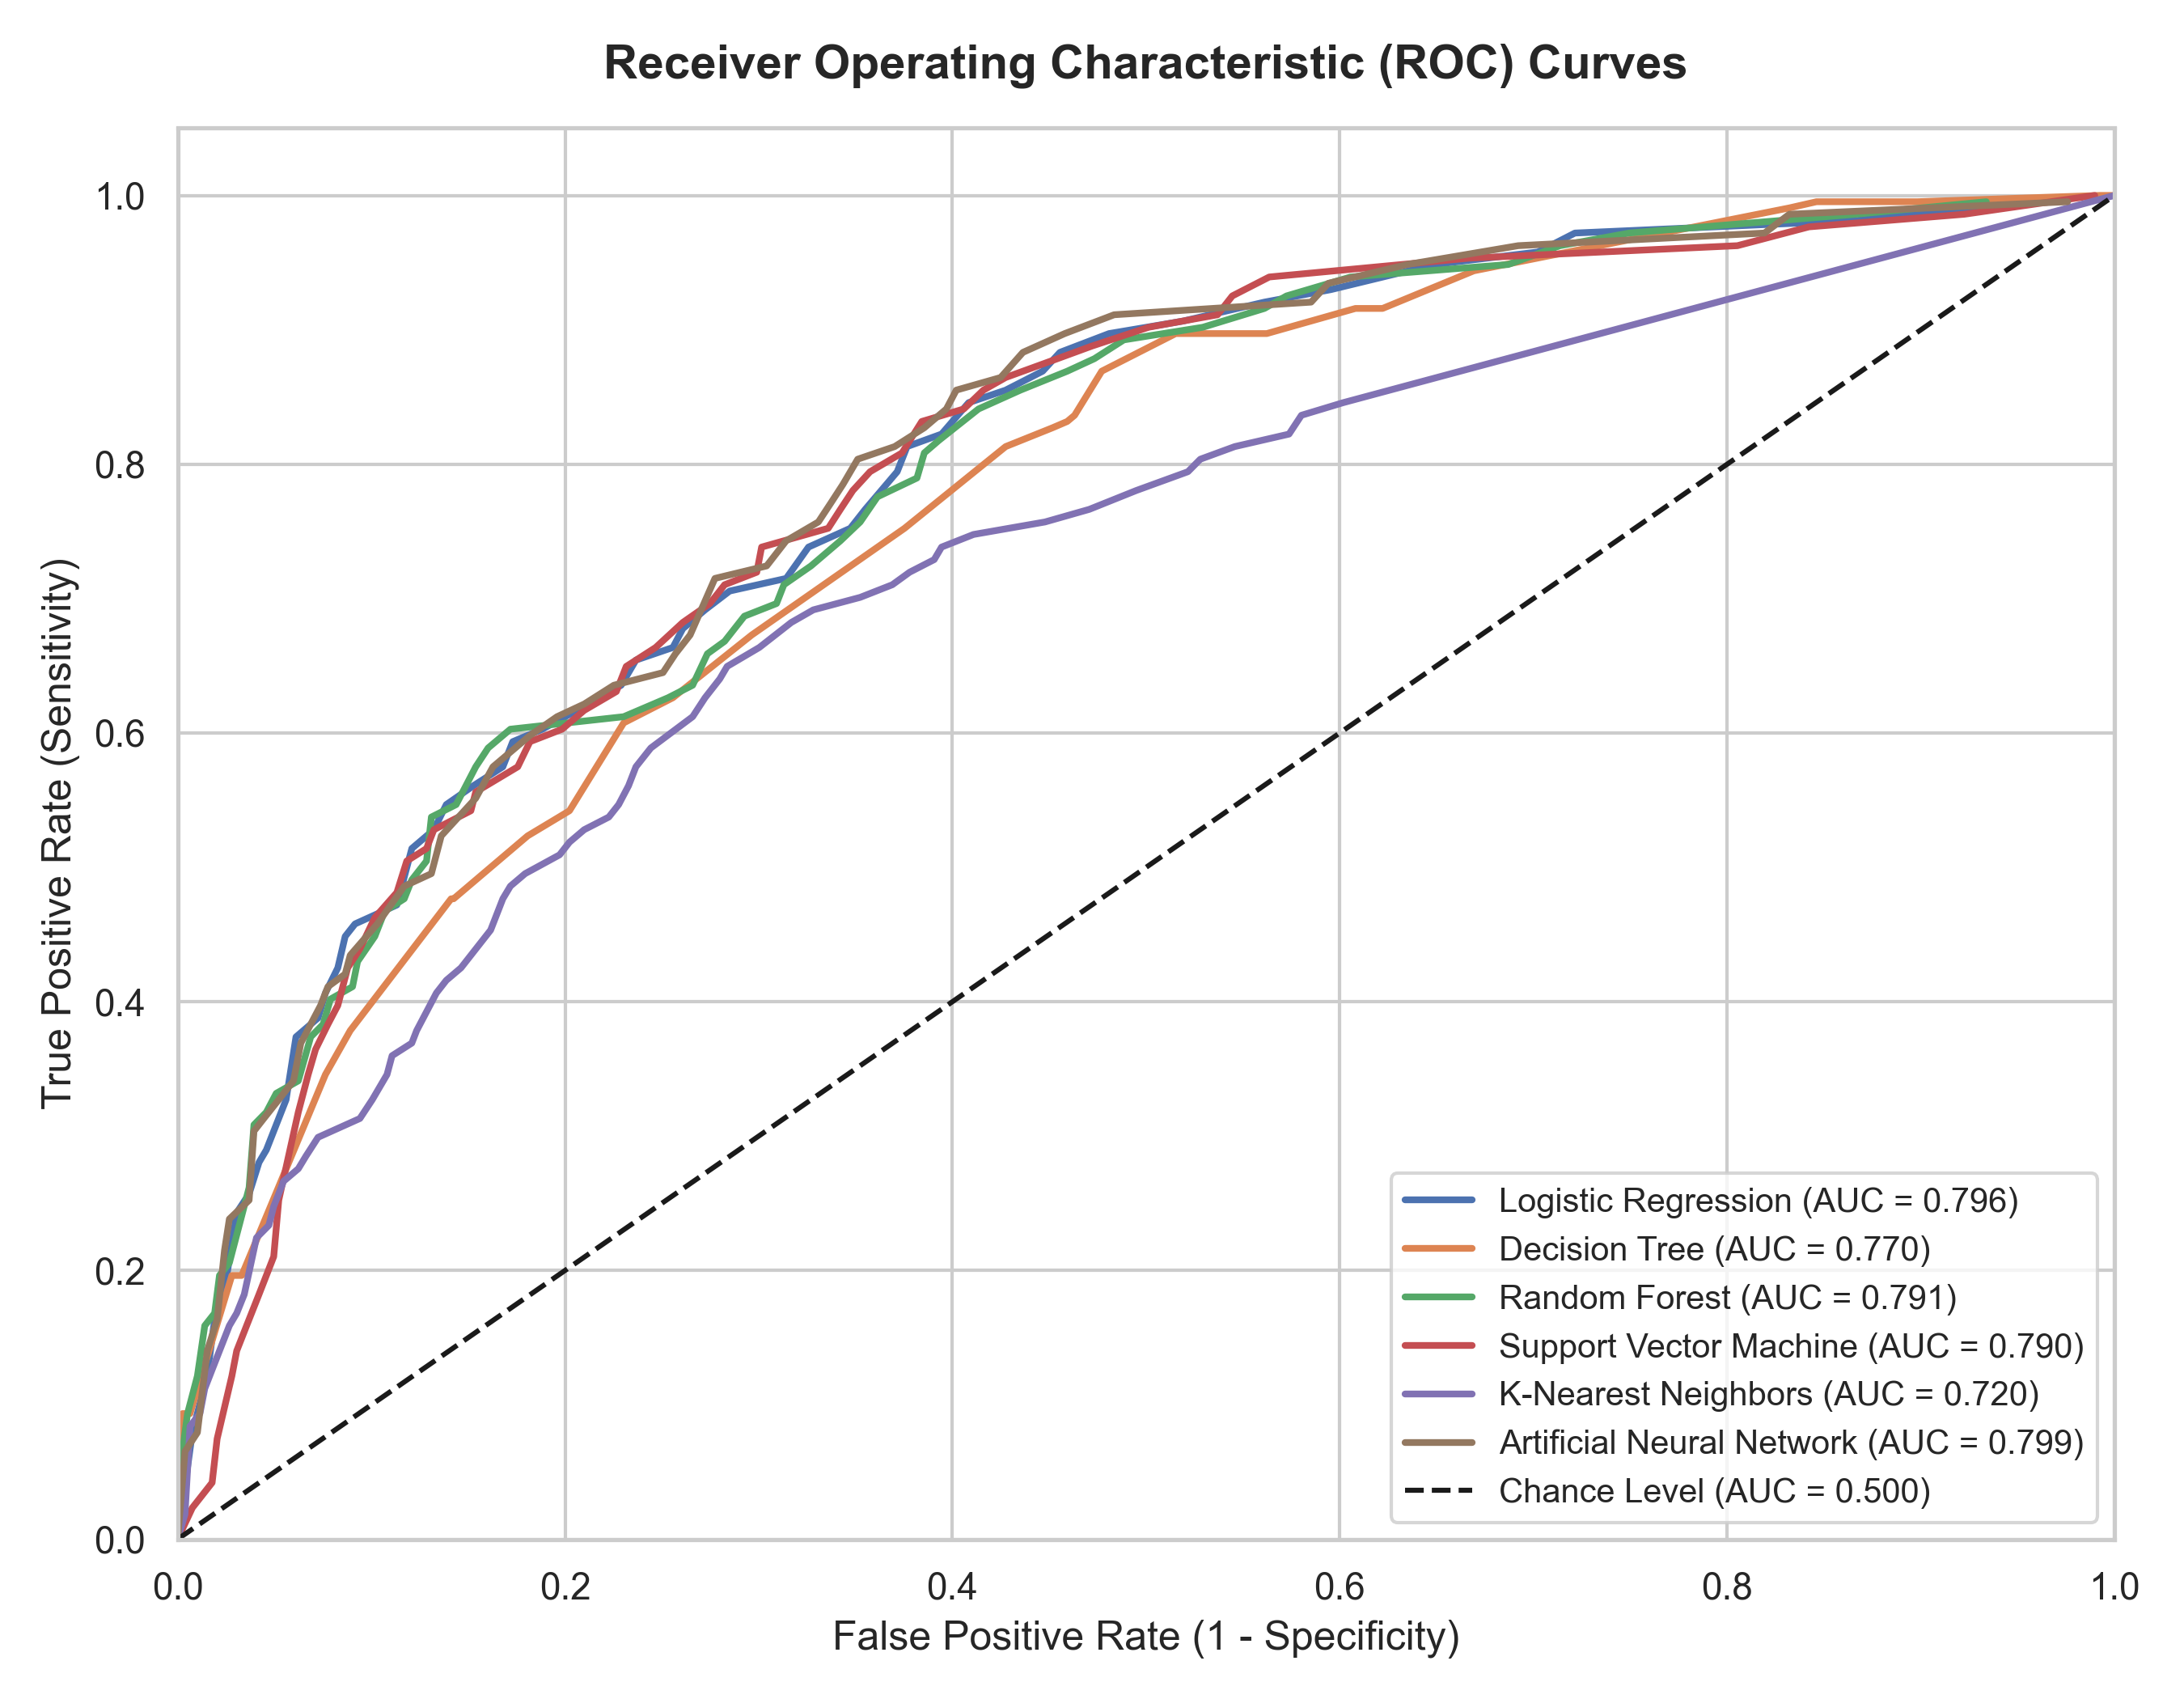 Receiver Operating Characteristic (ROC) Curves
True Positive Rate (Sensitivity)
1.0
0.8
0.6
0.4
0.2
0.0
0.0 0.2 0.4 0.6 0.8 1.0
False Positive Rate (1 - Specificity)
Logistic Regression (AUC = 0.796)
Decision Tree (AUC = 0.770)
Random Forest (AUC = 0.791)
Support Vector Machine (AUC = 0.790)
K-Nearest Neighbors (AUC = 0.720)
Artificial Neural Network (AUC = 0.799)
Chance Level (AUC = 0.500)